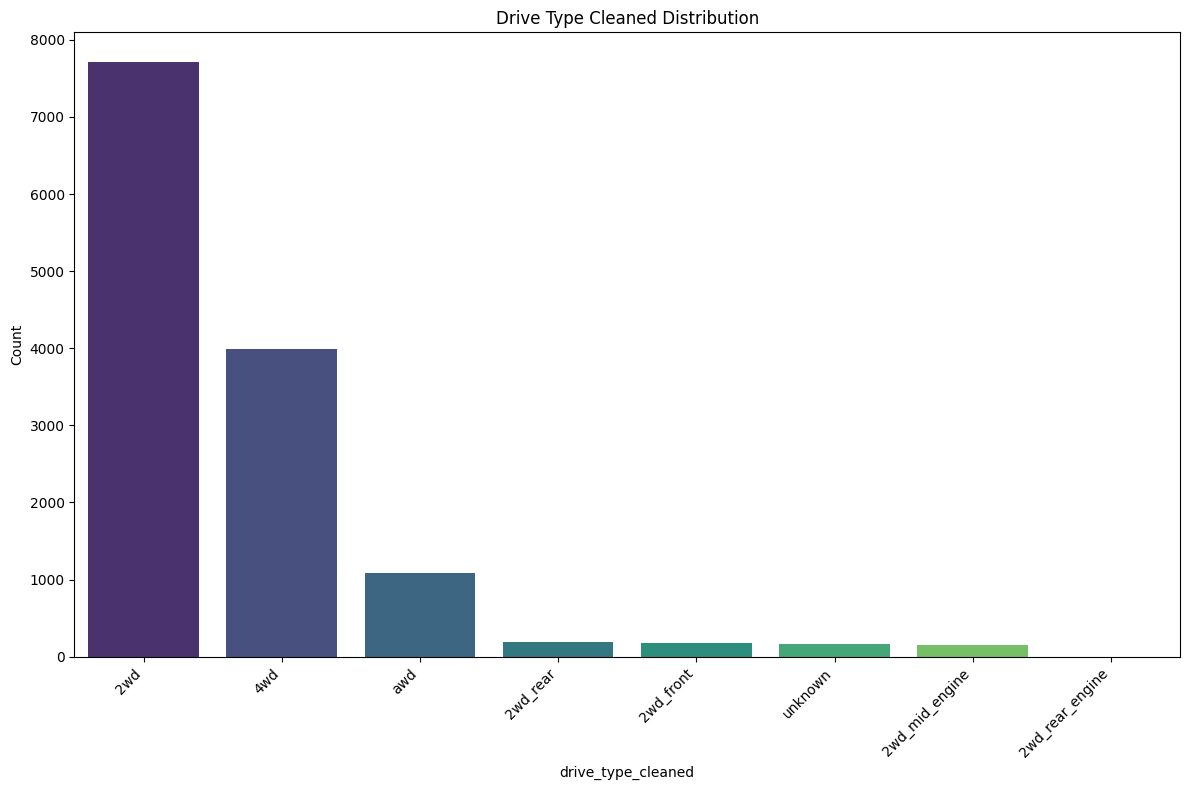 Drive Type Cleaned Distribution
8000
7000
6000
5000
4000
3000
2000
1000
0
Count
2wd
4wd
awd
2wd_rear
2wd_front
unknown
2wd_mid_engine
2wd_rear_engine
drive_type_cleaned